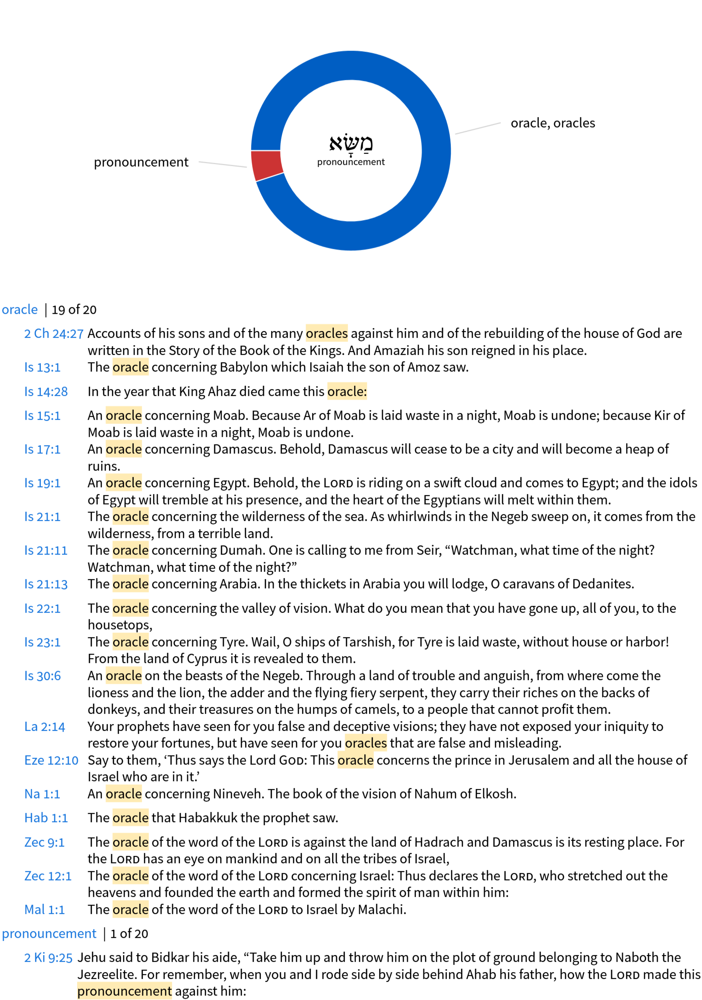 oracle, oracles
מַשָּׂא
pronouncement
pronouncement
oracle | 19 of 20
2 Ch 24:27 Accounts of his sons and of the many oracles against him and of the rebuilding of the house of God are
written in the Story of the Book of the Kings. And Amaziah his son reigned in his place.
Is 13:1 The oracle concerning Babylon which Isaiah the son of Amoz saw.
Is 14:28 In the year that King Ahaz died came this oracle:
Is 15:1 An oracle concerning Moab. Because Ar of Moab is laid waste in a night, Moab is undone; because Kir of
Moab is laid waste in a night, Moab is undone.
Is 17:1 An oracle concerning Damascus. Behold, Damascus will cease to be a city and will become a heap of
ruins.
Is 19:1 An oracle concerning Egypt. Behold, the LORD is riding on a swift cloud and comes to Egypt; and the idols
of Egypt will tremble at his presence, and the heart of the Egyptians will melt within them.
Is 21:1 The oracle concerning the wilderness of the sea. As whirlwinds in the Negeb sweep on, it comes from the
wilderness, from a terrible land.
Is 21:11 The oracle concerning Dumah. One is calling to me from Seir, “Watchman, what time of the night?
Watchman, what time of the night?”
Is 21:13 The oracle concerning Arabia. In the thickets in Arabia you will lodge, O caravans of Dedanites.
Is 22:1 The oracle concerning the valley of vision. What do you mean that you have gone up, all of you, to the
housetops,
Is 23:1 The oracle concerning Tyre. Wail, O ships of Tarshish, for Tyre is laid waste, without house or harbor!
From the land of Cyprus it is revealed to them.
Is 30:6 An oracle on the beasts of the Negeb. Through a land of trouble and anguish, from where come the
lioness and the lion, the adder and the flying fiery serpent, they carry their riches on the backs of
donkeys, and their treasures on the humps of camels, to a people that cannot profit them.
La 2:14 Your prophets have seen for you false and deceptive visions; they have not exposed your iniquity to
restore your fortunes, but have seen for you oracles that are false and misleading.
Eze 12:10 Say to them, ‘Thus says the Lord GOD: This oracle concerns the prince in Jerusalem and all the house of
Israel who are in it.’
Na 1:1 An oracle concerning Nineveh. The book of the vision of Nahum of Elkosh.
Hab 1:1 The oracle that Habakkuk the prophet saw.
Zec 9:1 The oracle of the word of the LORD is against the land of Hadrach and Damascus is its resting place. For
the LORD has an eye on mankind and on all the tribes of Israel,
Zec 12:1 The oracle of the word of the LORD concerning Israel: Thus declares the LORD, who stretched out the
heavens and founded the earth and formed the spirit of man within him:
Mal 1:1 The oracle of the word of the LORD to Israel by Malachi.
pronouncement | 1 of 20
2 Ki 9:25 Jehu said to Bidkar his aide, “Take him up and throw him on the plot of ground belonging to Naboth the
Jezreelite. For remember, when you and I rode side by side behind Ahab his father, how the LORD made this
pronouncement against him: